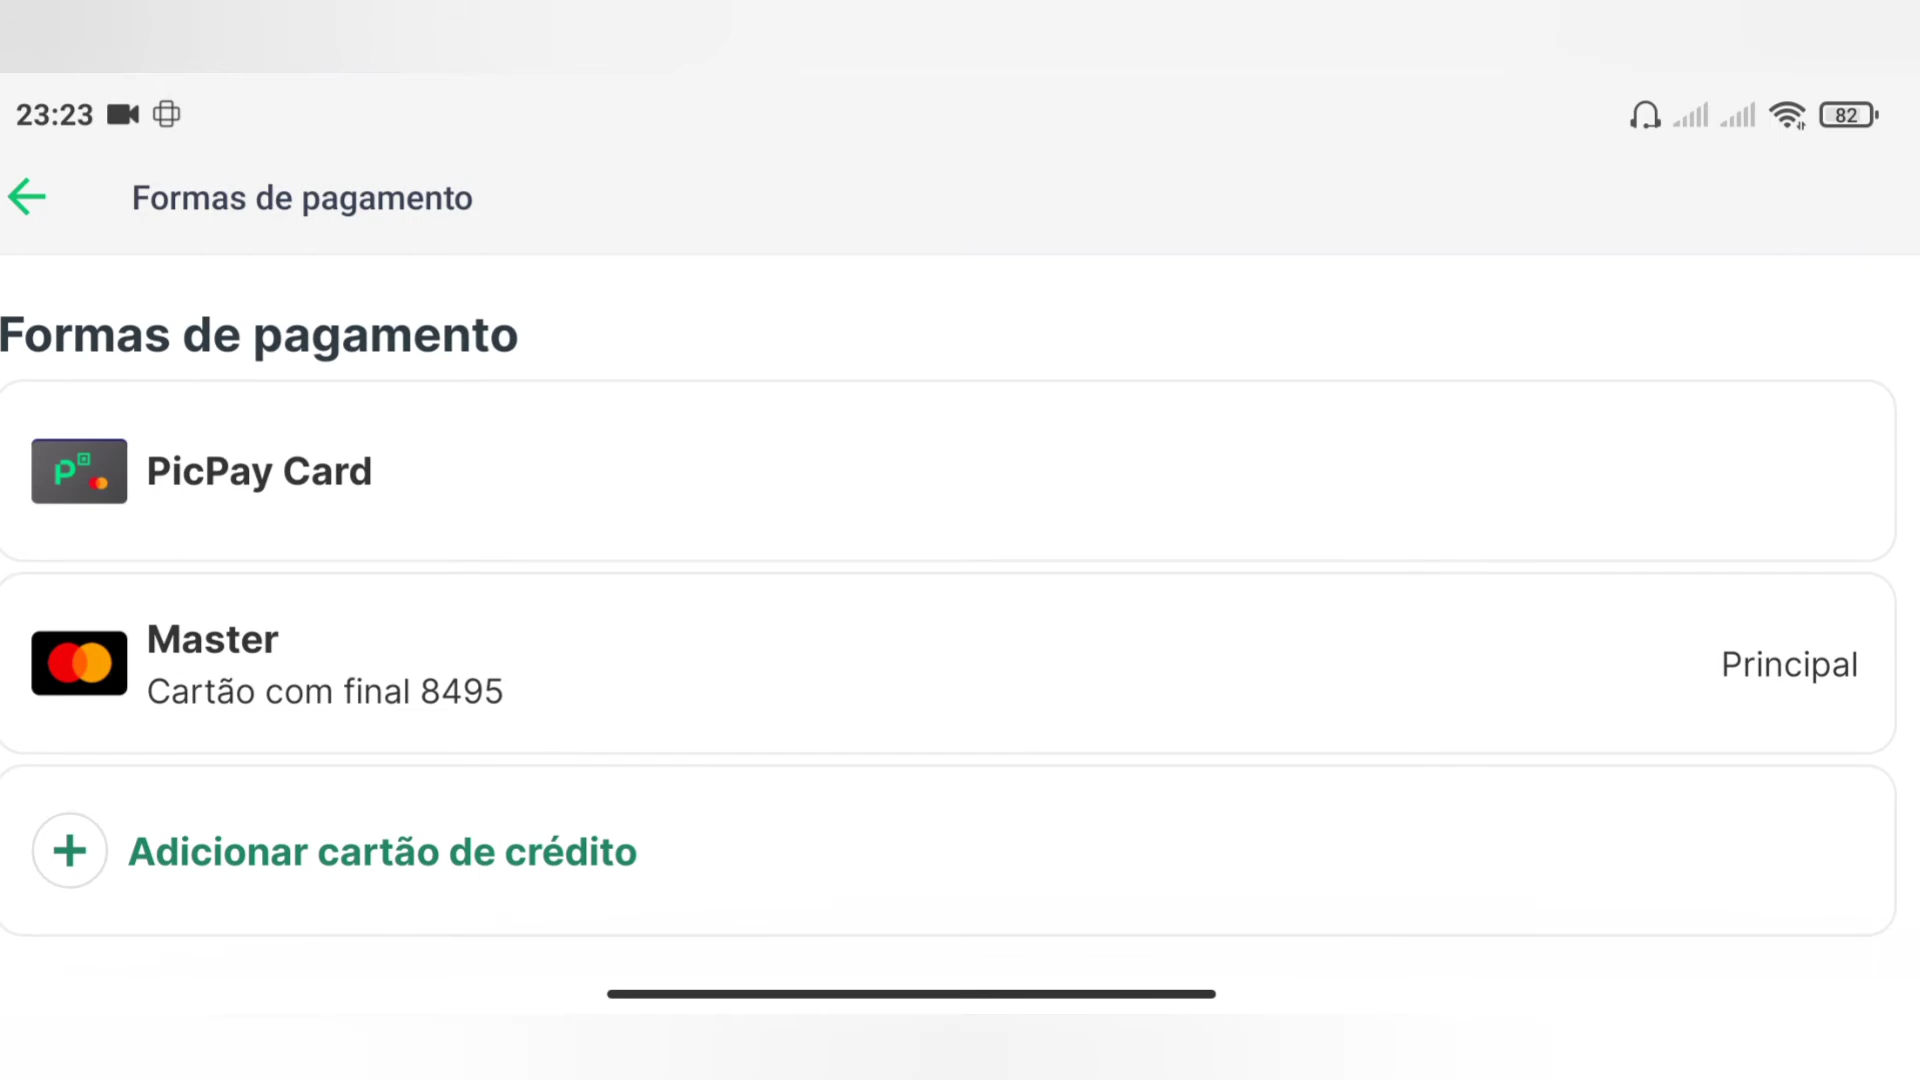 23:23
82
Formas de pagamento
Formas de pagamento
PicPay Card
Master
Cartão com final 8495
Principal
Adicionar cartão de crédito